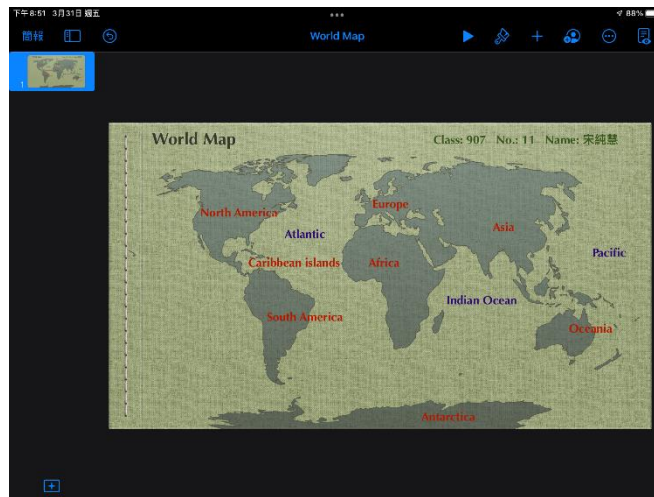 下午8:51 3月31日 週五
88%
簡報
World Map
1
World Map
Class: 907 No.: 11 Name: 宋純慧
North America
Europe
Asia
Atlantic
Pacific
Caribbean islands
Africa
Indian Ocean
South America
Oceania
Antarctica